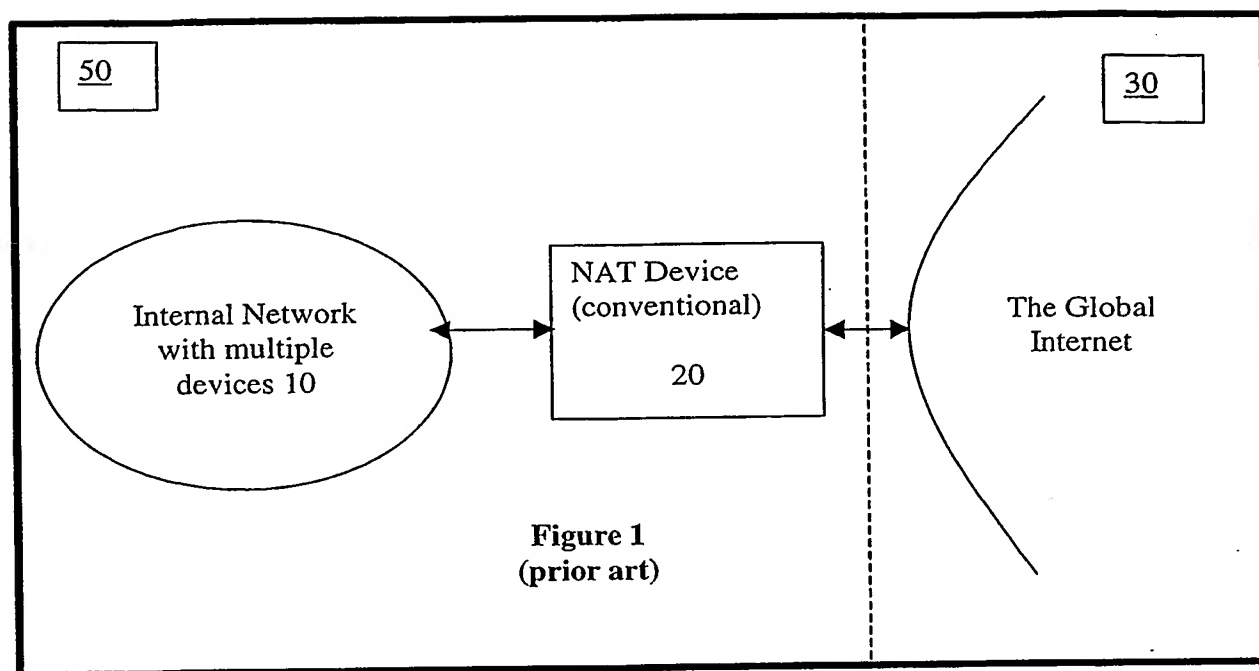 50
30
Internal Network
with multiple
devices 10
NAT Device
(conventional)
20
The Global
Internet
Figure 1
(prior art)